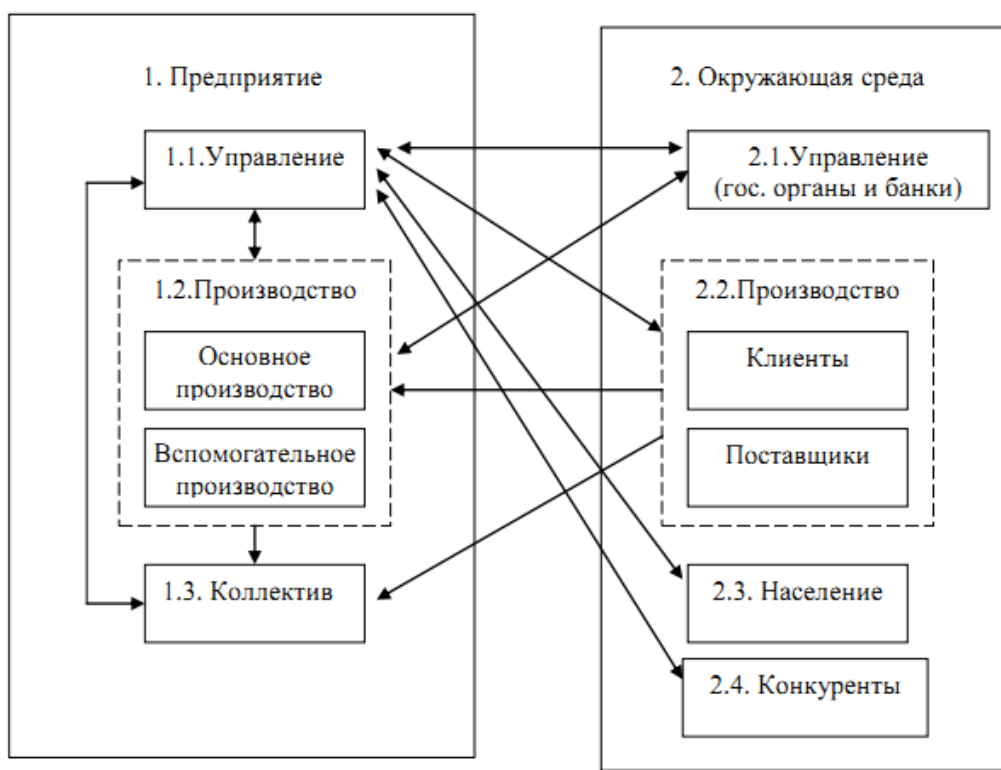 1. Предприятие
1.1.Управление
1.2.Производство
Основное
производство
Вспомогательное
производство
1.3. Коллектив
2. Окружающая среда
2.1.Управление
(гос. органы и банки)
2.2.Производство
Клиенты
Поставщики
2.3. Население
2.4. Конкуренты